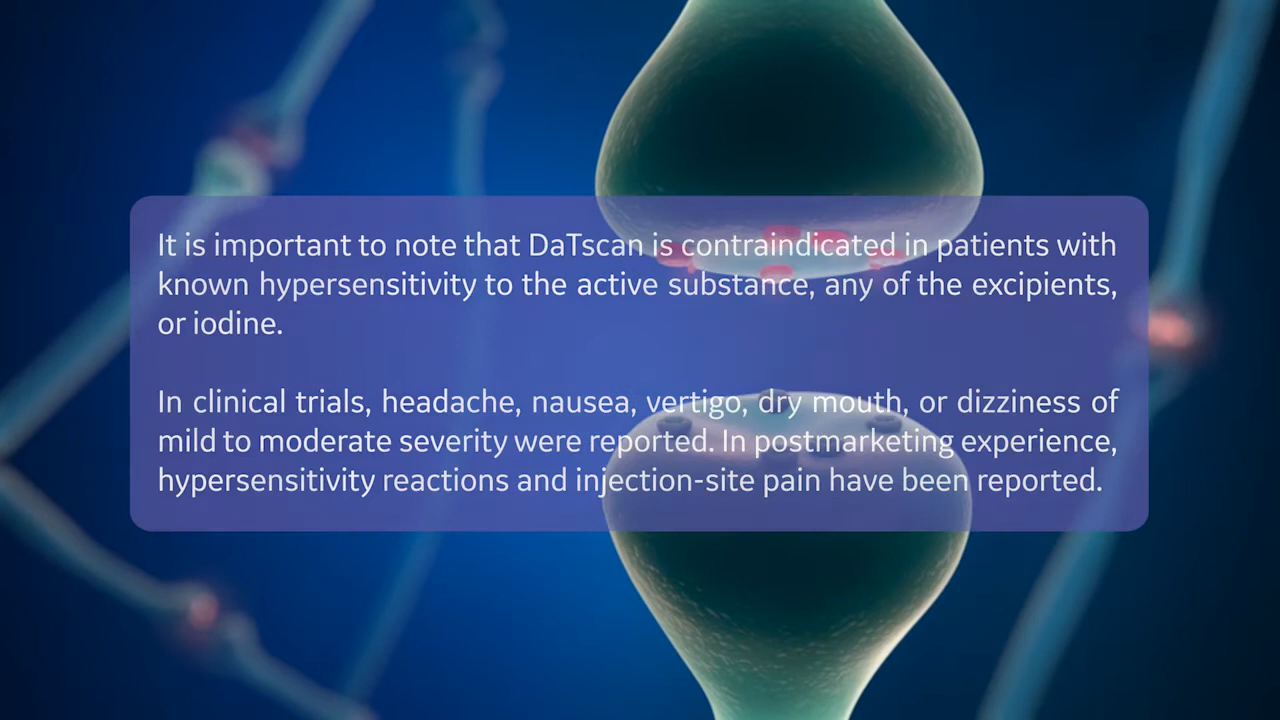 It is important to note that DaTscan is contraindicated in patients with
known hypersensitivity to the active substance, any of the excipients,
or iodine.
In clinical trials, headache, nausea, vertigo, dry mouth, or dizziness of
mild to moderate severity were reported. In postmarketing experience,
hypersensitivity reactions and injection-site pain have been reported.